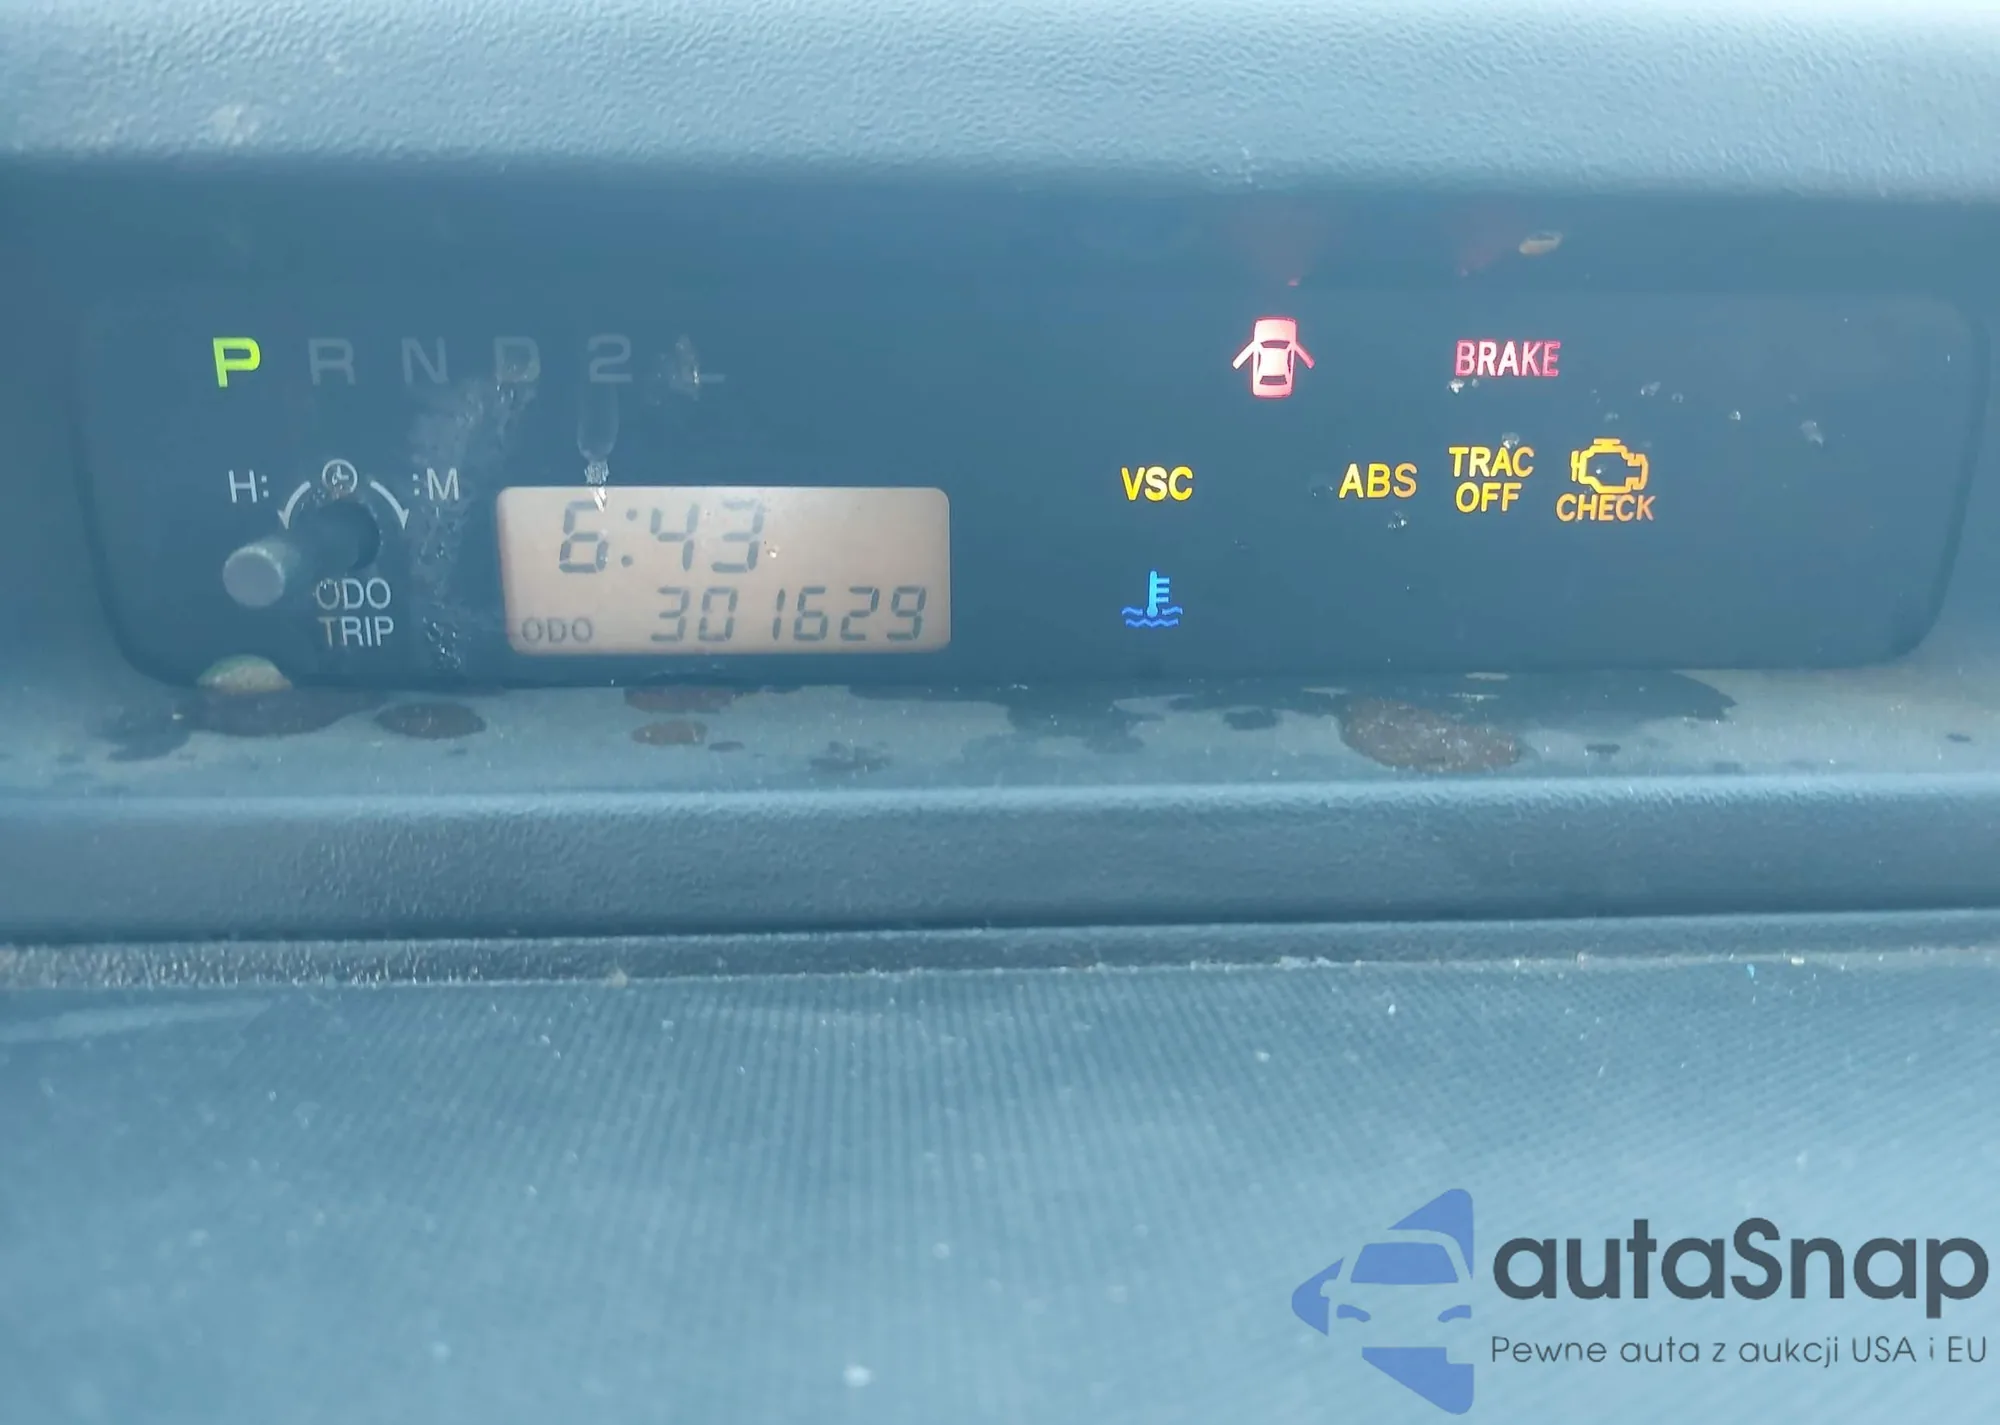 P R N D 2 L
BRAKE
H: :M
VSC
ABS
TRAC
OFF
CHECK
6:43
ODO
TRIP
ODO 301629
autaSnap
Pewne auta z aukcji USA i EU